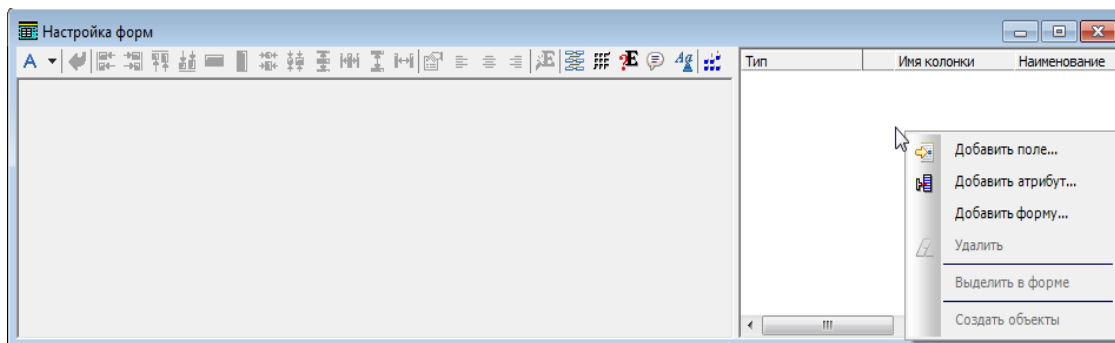 Настройка форм
Тип Имя колонки Наименование
Добавить поле...
Добавить атрибут...
Добавить форму...
Удалить
Выделить в форме
Создать объекты